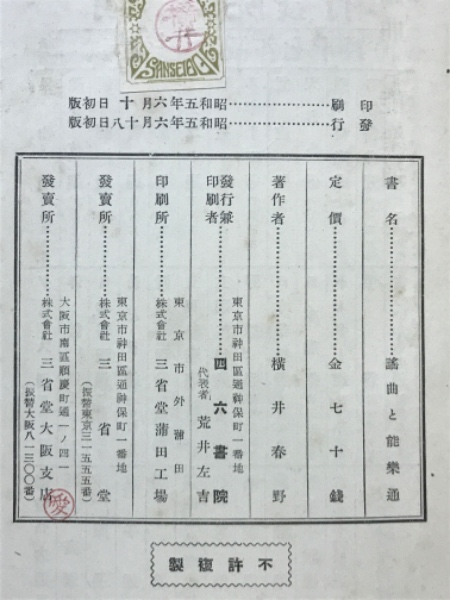 SANSEIDO
印刷……………昭和五年六月十日初版
發行……………昭和五年六月十八日初版
書名……………謠曲と能樂通
定價……………金七十錢
著作者……………橫井春野
發行兼印刷者……………四六書院
東京市神田區通神保町一番地
代表者 荒井左吉
印刷所……………株式會社 三省堂蒲田工場
東京市外蒲田
發賣所……………株式會社 三省堂
東京市神田區通神保町一番地
(振替東京三一五五五番)
發賣所……………株式會社 三省堂大阪支店
大阪市南區順慶町通一ノ四一
(振替大阪八一三〇〇番)
不許復製